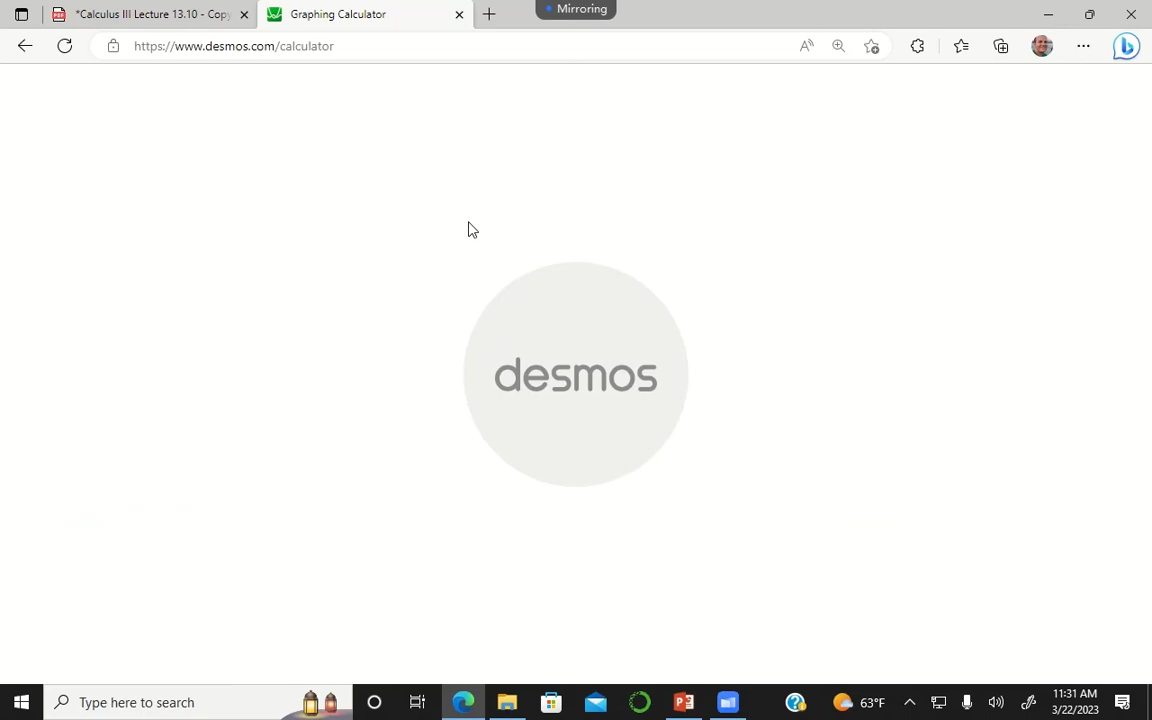 *Calculus III Lecture 13.10 - Copy
Graphing Calculator
Mirroring
https://www.desmos.com/calculator
desmos
Type here to search
63°F
11:31 AM
3/22/2023